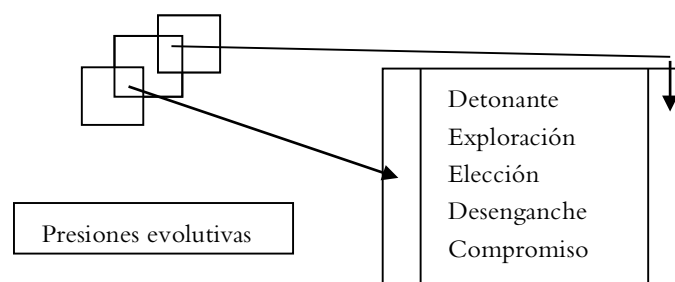 Detonante
Exploración
Elección
Desenganche
Compromiso
Presiones evolutivas